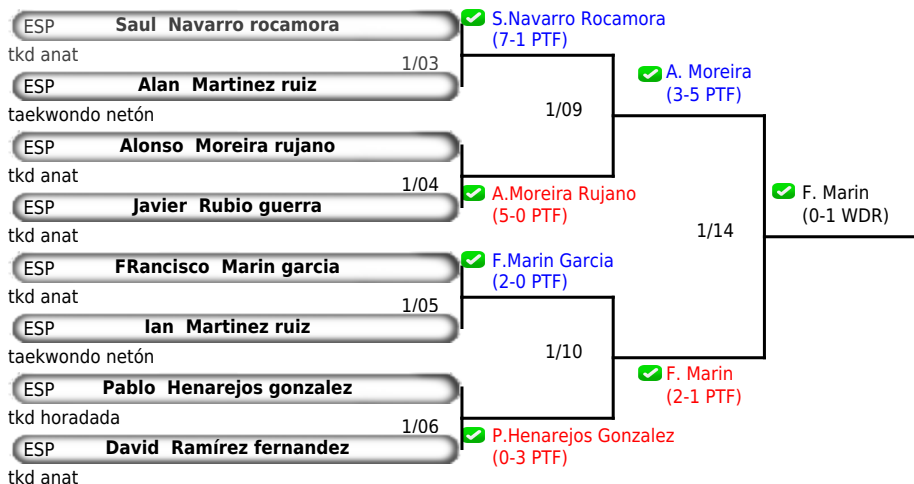 ESP Saul Navarro rocamora
tkd anat
1/03
ESP Alan Martinez ruiz
taekwondo netón
S.Navarro Rocamora
(7-1 PTF)
ESP Alonso Moreira rujano
tkd anat
1/04
ESP Javier Rubio guerra
tkd anat
A.Moreira Rujano
(5-0 PTF)
1/09
A. Moreira
(3-5 PTF)
ESP FRancisco Marin garcia
tkd anat
1/05
ESP Ian Martinez ruiz
taekwondo netón
F.Marin Garcia
(2-0 PTF)
ESP Pablo Henarejos gonzalez
tkd horadada
1/06
ESP David Ramírez fernandez
tkd anat
P.Henarejos Gonzalez
(0-3 PTF)
1/10
F. Marin
(2-1 PTF)
1/14
F. Marin
(0-1 WDR)